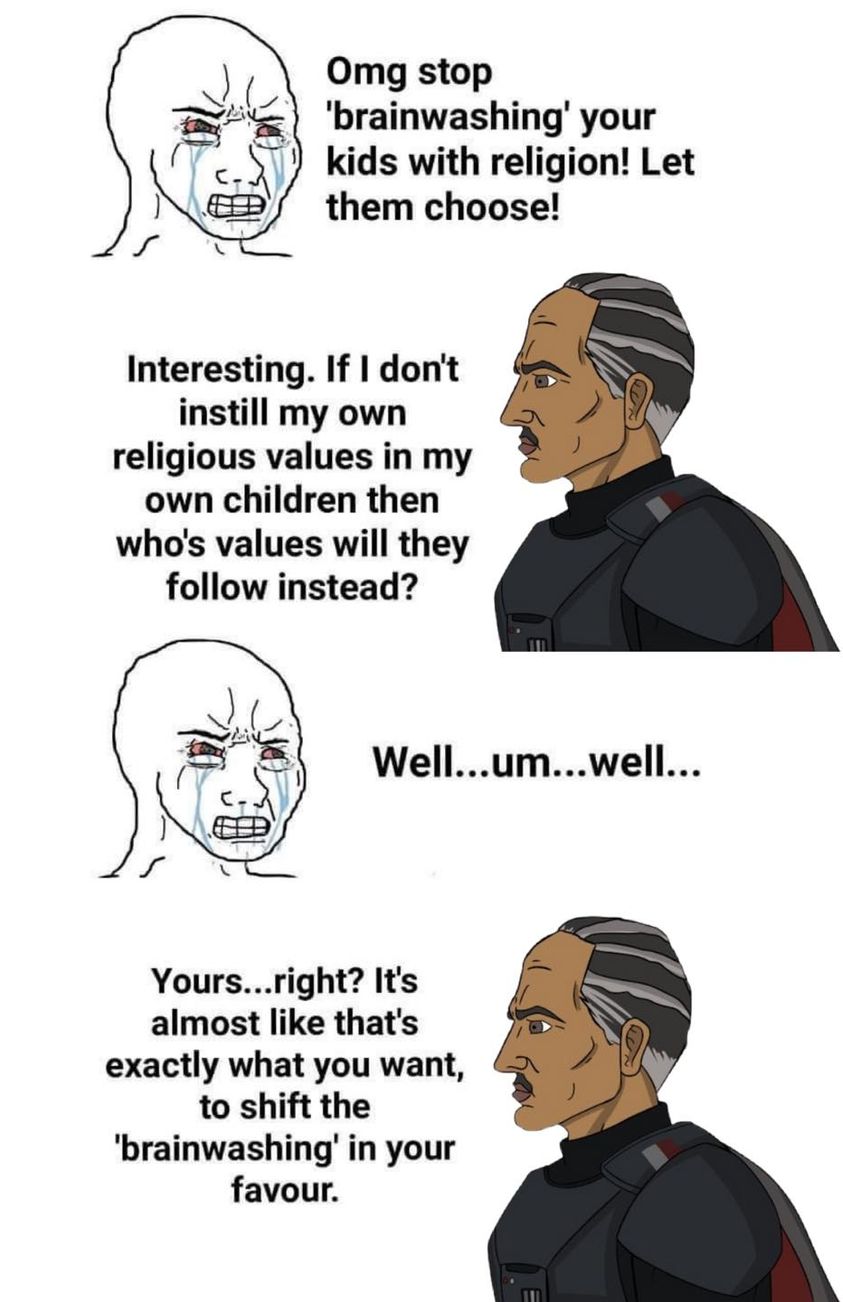 Omg stop
'brainwashing' your
kids with religion! Let
them choose!
Interesting. If I don't
instill my own
religious values in my
own children then
who's values will they
follow instead?
Well...um...well...
Yours...right? It's
almost like that's
exactly what you want,
to shift the
'brainwashing' in your
favour.